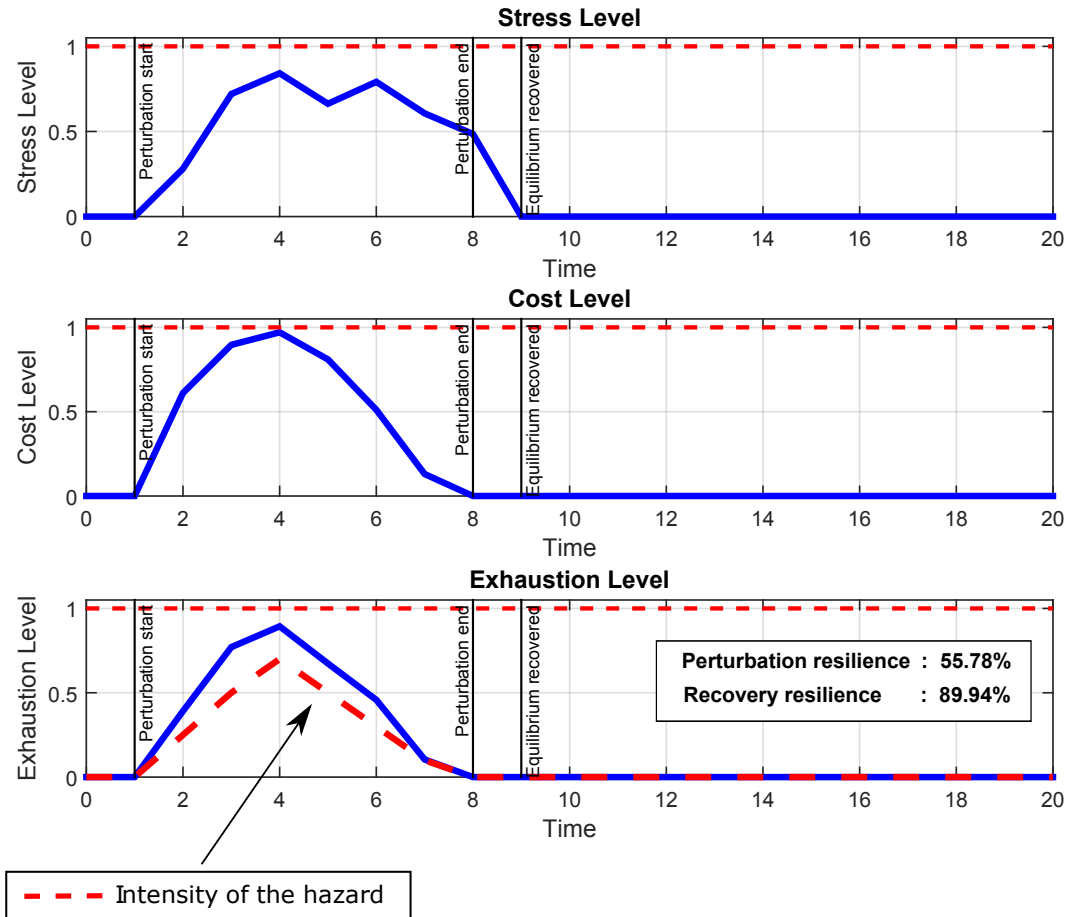 Stress Level
Stress Level
1
0.5
0
Perturbation start
Perturbation end
Equilibrium recovered
0 2 4 6 8 10 12 14 16 18 20
Time
Cost Level
Cost Level
1
0.5
0
Perturbation start
Perturbation end
Equilibrium recovered
0 2 4 6 8 10 12 14 16 18 20
Time
Exhaustion Level
Exhaustion Level
1
0.5
0
Perturbation start
Perturbation end
Equilibrium recovered
Perturbation resilience : 55.78%
Recovery resilience : 89.94%
0 2 4 6 8 10 12 14 16 18 20
Time
Intensity of the hazard